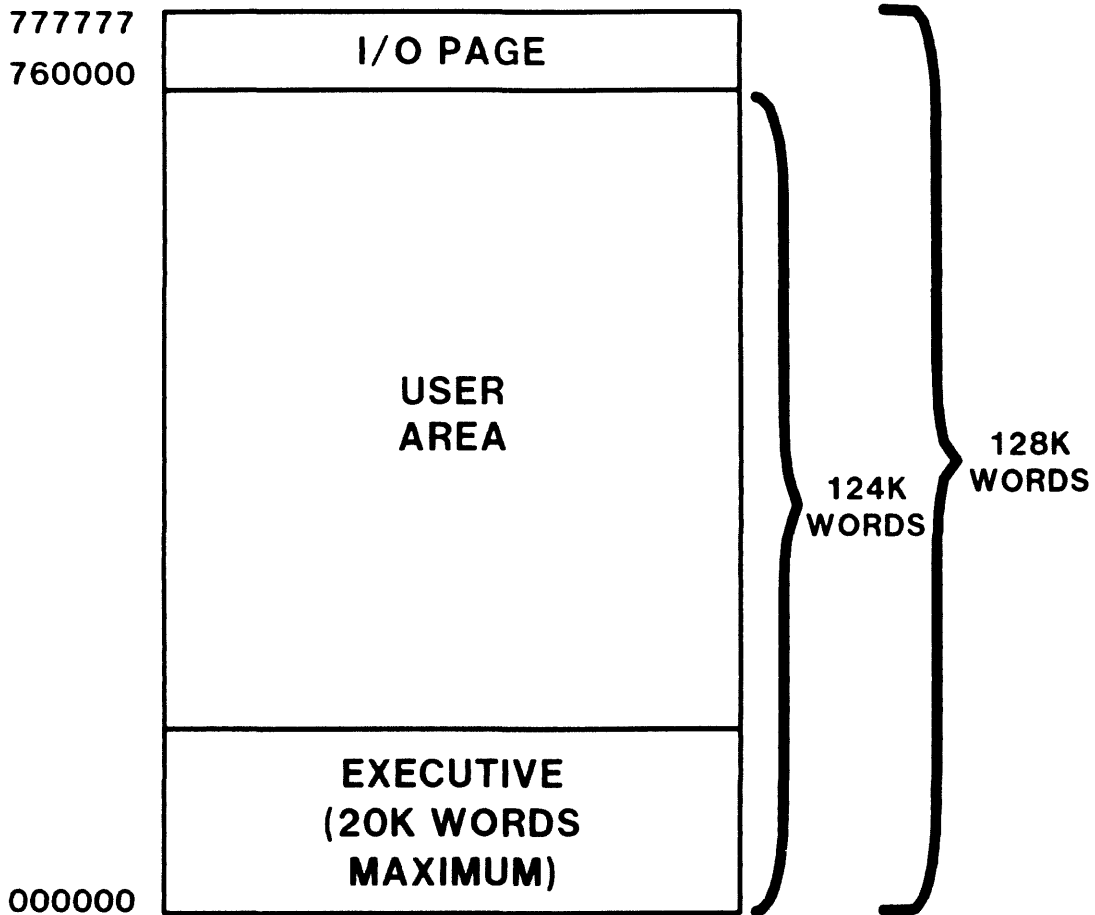 777777
760000
I/O PAGE
USER
AREA
128K
WORDS
124K
WORDS
EXECUTIVE
(20K WORDS
MAXIMUM)
000000